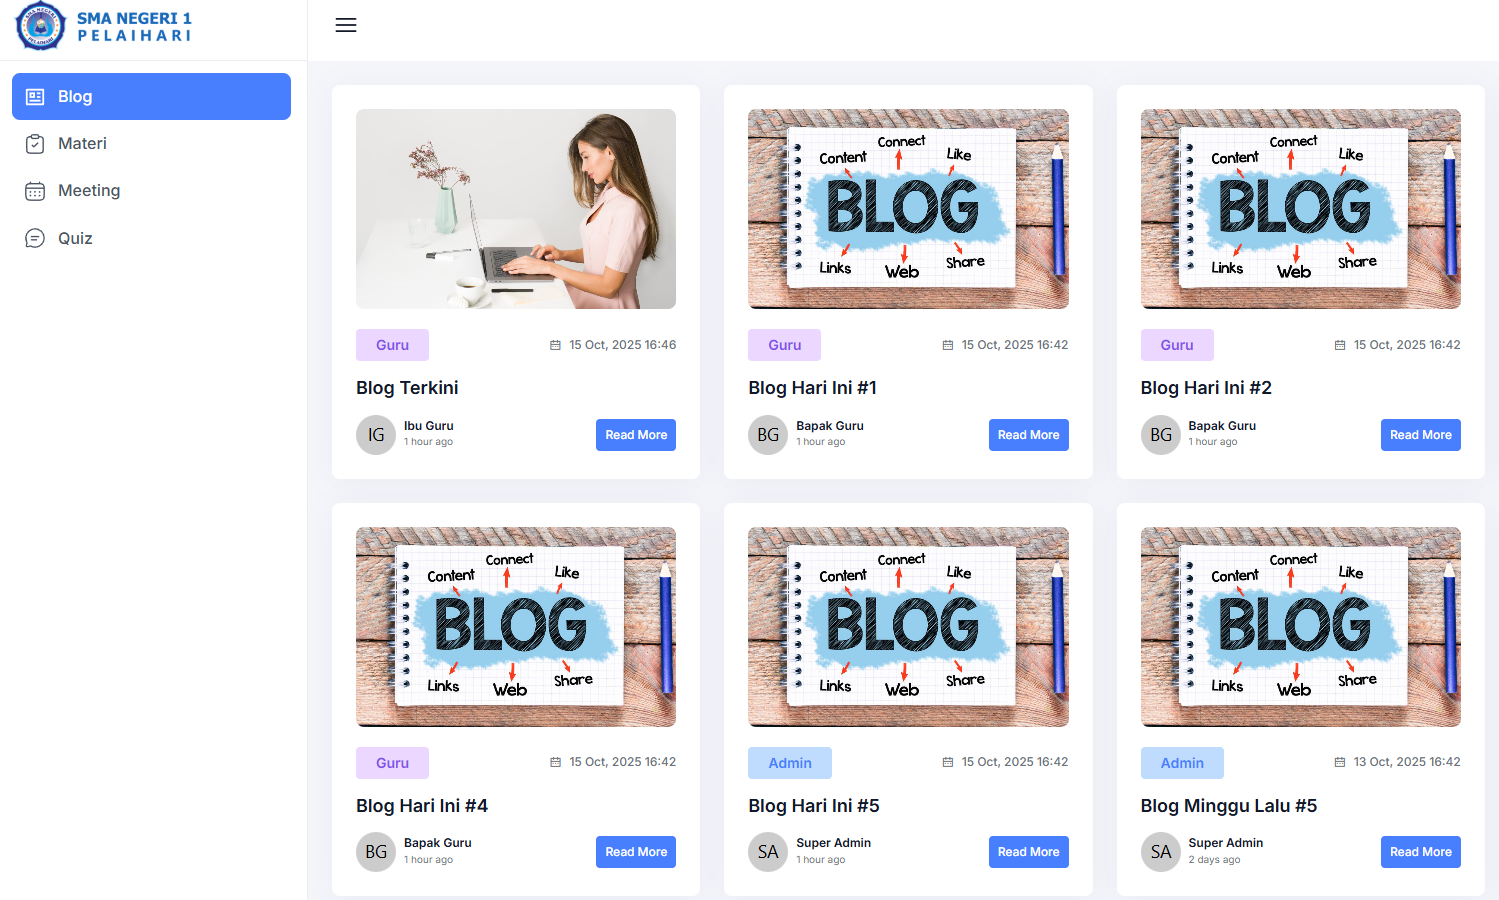 SMA NEGERI 1
PELAIHARI
Blog
Materi
Meeting
Quiz
Guru
15 Oct, 2025 16:46
Blog Terkini
IG
Ibu Guru
1 hour ago
Read More
Content
Connect
Like
BLOG
Links
Web
Share
Guru
15 Oct, 2025 16:42
Blog Hari Ini #1
BG
Bapak Guru
1 hour ago
Read More
Content
Connect
Like
BLOG
Links
Web
Share
Guru
15 Oct, 2025 16:42
Blog Hari Ini #2
BG
Bapak Guru
1 hour ago
Read More
Content
Connect
Like
BLOG
Links
Web
Share
Guru
15 Oct, 2025 16:42
Blog Hari Ini #4
BG
Bapak Guru
1 hour ago
Read More
Content
Connect
Like
BLOG
Links
Web
Share
Admin
15 Oct, 2025 16:42
Blog Hari Ini #5
SA
Super Admin
1 hour ago
Read More
Content
Connect
Like
BLOG
Links
Web
Share
Admin
13 Oct, 2025 16:42
Blog Minggu Lalu #5
SA
Super Admin
2 days ago
Read More